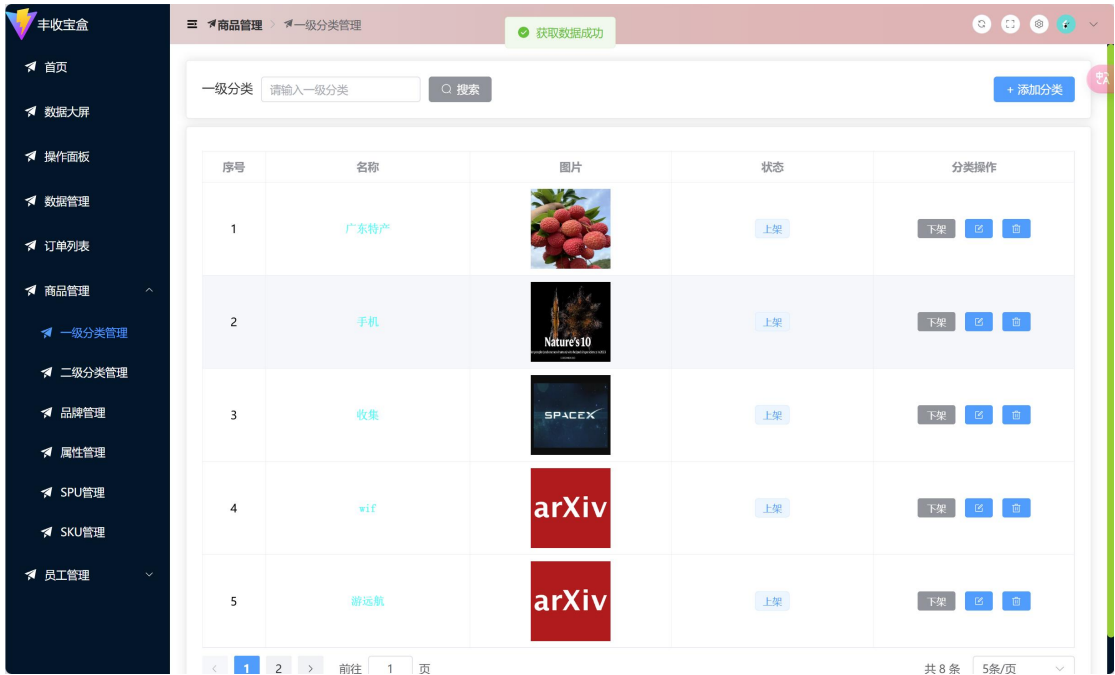 丰收宝盒
商品管理 一级分类管理
获取数据成功
首页
数据大屏
操作面板
数据管理
订单列表
商品管理
一级分类管理
二级分类管理
品牌管理
属性管理
SPU管理
SKU管理
员工管理
一级分类 请输入一级分类 搜索 + 添加分类
序号 名称 图片 状态 分类操作
1 广东特产 上架 下架
2 手机 Nature's10 上架 下架
3 收集 SPACEX 上架 下架
4 wif arXiv 上架 下架
5 游远航 arXiv 上架 下架
1 2 前往 1 页 共 8 条 5条/页